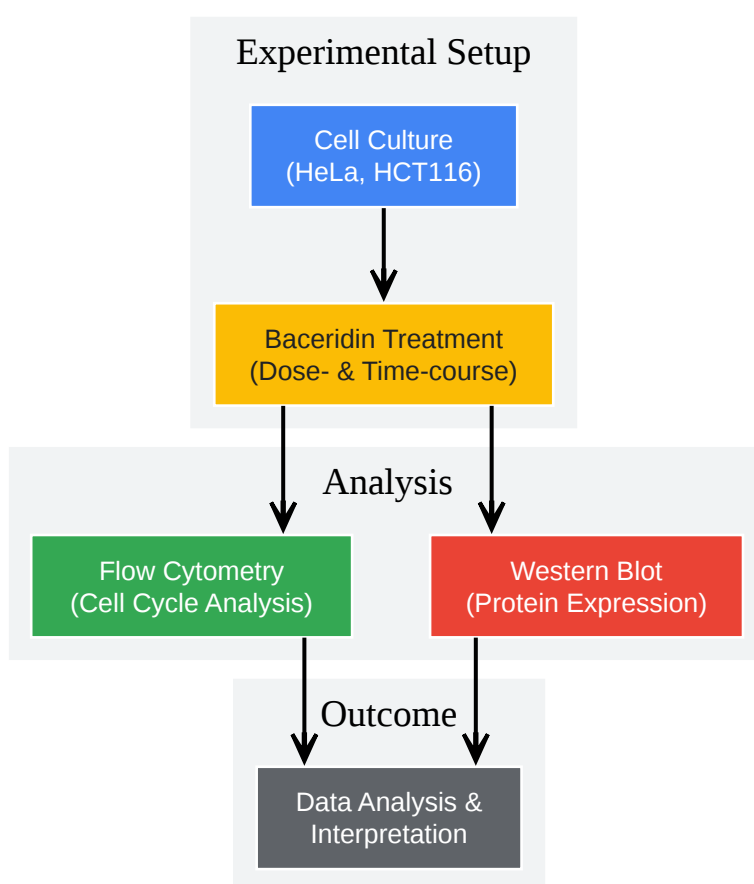 Experimental Setup
Cell Culture
(HeLa, HCT116)
Baceridin Treatment
(Dose- & Time-course)
Analysis
Flow Cytometry
(Cell Cycle Analysis)
Western Blot
(Protein Expression)
Outcome
Data Analysis &
Interpretation